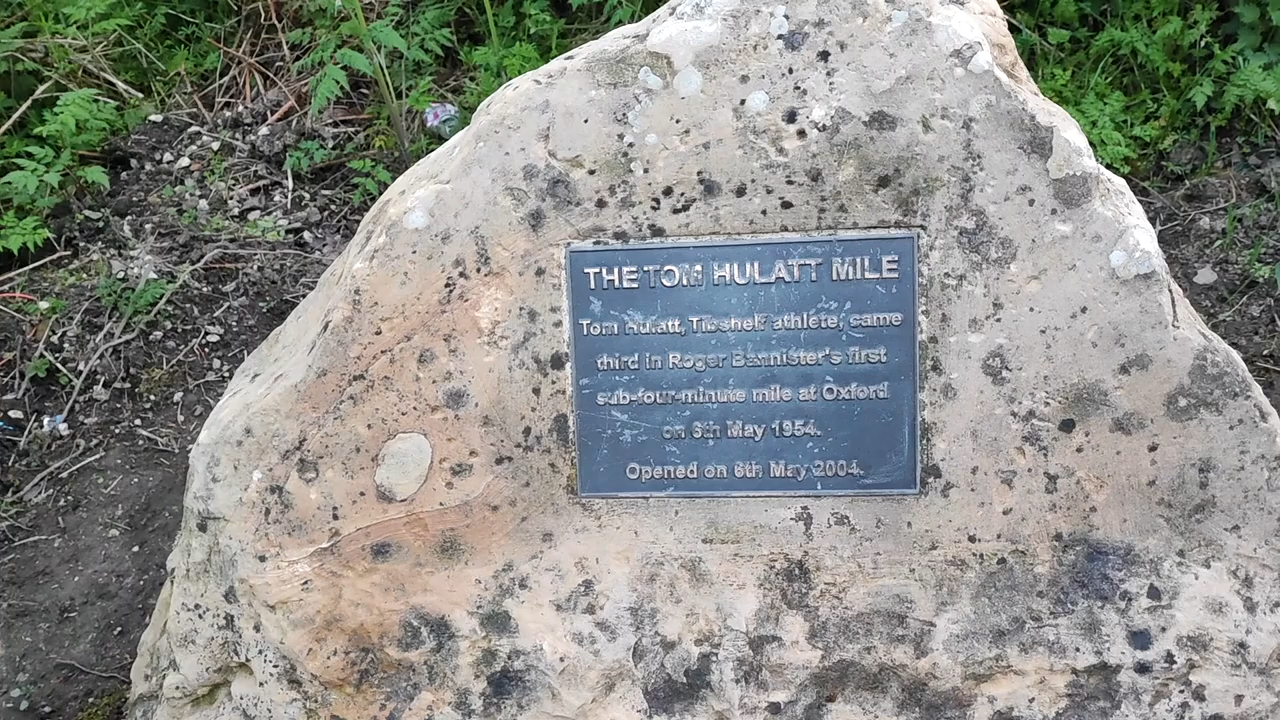 THE TOM HULATT MILE
Tom Hulatt, Tibshelf athlete, came
third in Roger Bannister's first
sub-four-minute mile at Oxford
on 6th May 1954.
Opened on 6th May 2004.